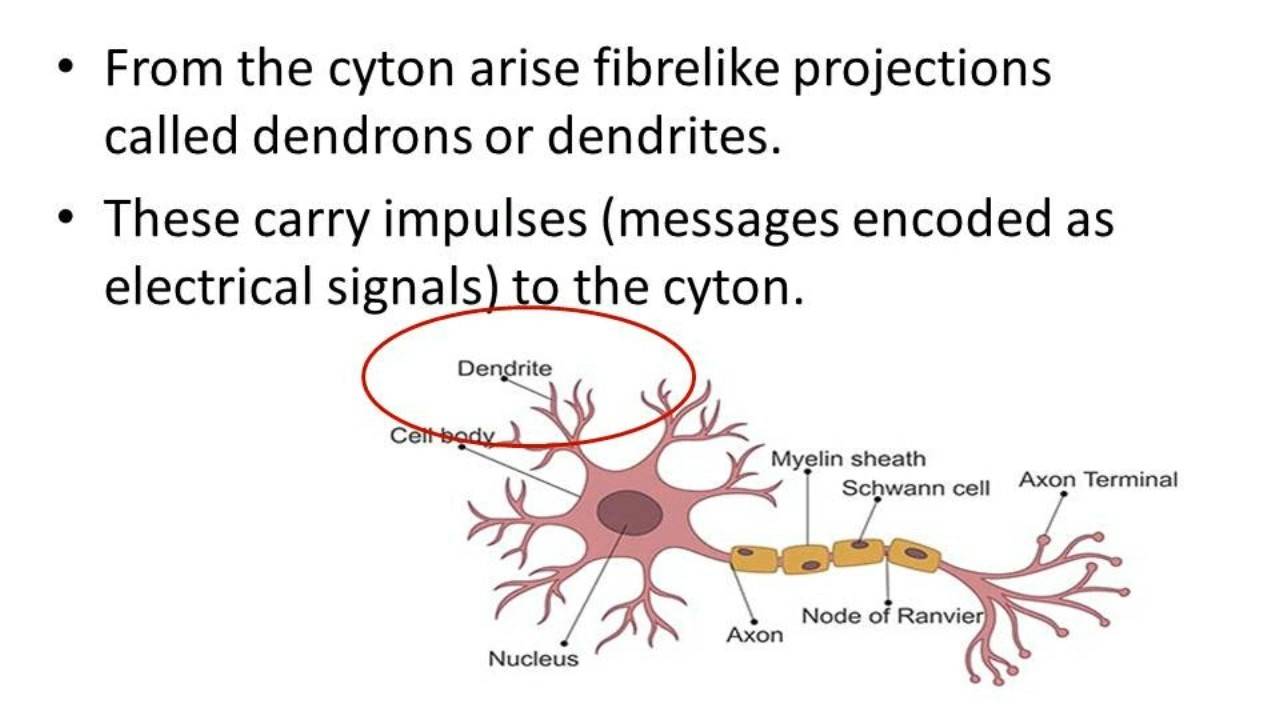 • From the cyton arise fibrelike projections
called dendrons or dendrites.
• These carry impulses (messages encoded as
electrical signals) to the cyton.
Dendrite
Cell body
Myelin sheath
Schwann cell
Axon Terminal
Node of Ranvier
Axon
Nucleus